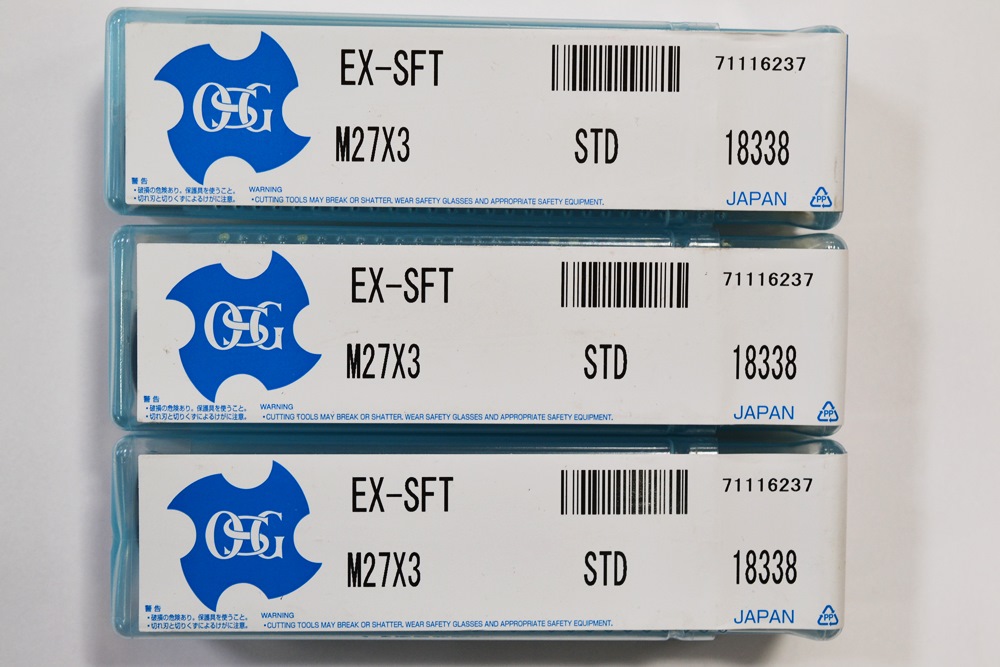 OSG
EX-SFT
71116237
M27X3
STD
18338
警告
・破損の危険あり。保護具を使うこと。
・切れ刃と切りくずによるけがに注意。
WARNING
・CUTTING TOOLS MAY BREAK OR SHATTER. WEAR SAFETY GLASSES AND APPROPRIATE SAFETY EQUIPMENT.
JAPAN
PP
OSG
EX-SFT
71116237
M27X3
STD
18338
警告
・破損の危険あり。保護具を使うこと。
・切れ刃と切りくずによるけがに注意。
WARNING
・CUTTING TOOLS MAY BREAK OR SHATTER. WEAR SAFETY GLASSES AND APPROPRIATE SAFETY EQUIPMENT.
JAPAN
PP
OSG
EX-SFT
71116237
M27X3
STD
18338
警告
・破損の危険あり。保護具を使うこと。
・切れ刃と切りくずによるけがに注意。
WARNING
・CUTTING TOOLS MAY BREAK OR SHATTER. WEAR SAFETY GLASSES AND APPROPRIATE SAFETY EQUIPMENT.
JAPAN
PP